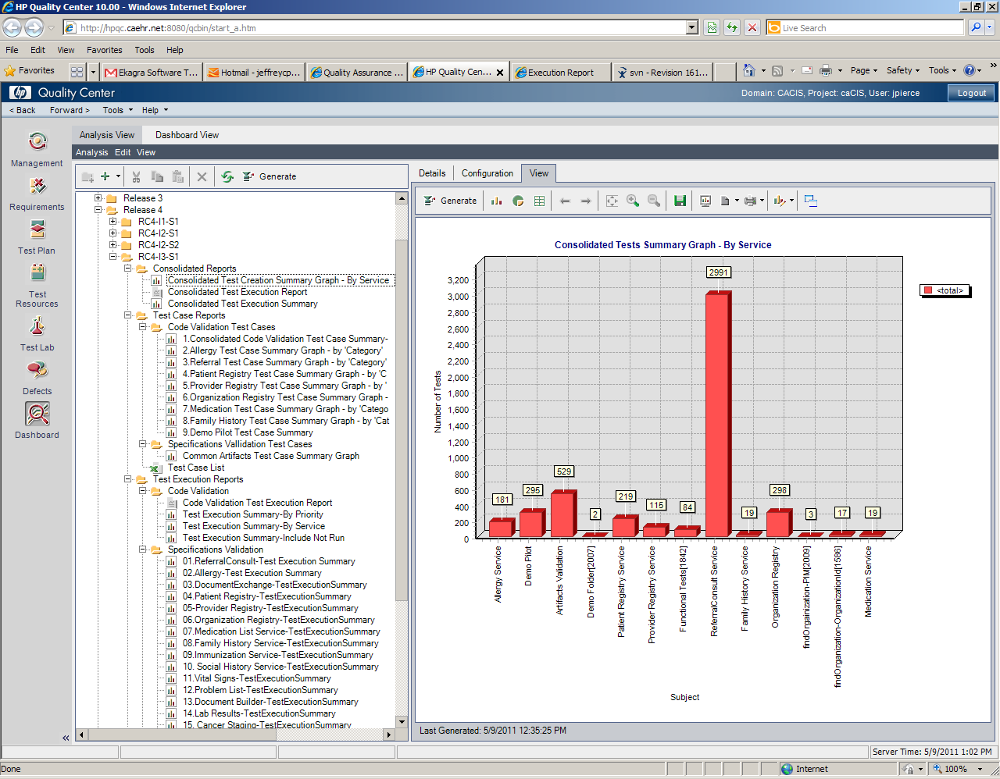 HP Quality Center 10.00 - Windows Internet Explorer
http://hpqc.caehr.net:8080/qcbin/start_a.htm
Live Search
File Edit View Favorites Tools Help
Favorites
Ekagra Software T...
Hotmail - jeffreycp...
Quality Assurance ...
HP Quality Cen...
Execution Report
svn - Revision 161...
Page Safety Tools
hp Quality Center
Domain: CACIS, Project: caCIS, User: jpierce
Logout
< Back Forward > Tools Help
Management
Requirements
Test Plan
Test Resources
Test Lab
Defects
Dashboard
Analysis View Dashboard View
Analysis Edit View
Generate
Release 3
Release 4
RC4-I1-S1
RC4-I2-S1
RC4-I2-S2
RC4-I3-S1
Consolidated Reports
Consolidated Test Creation Summary Graph - By Service
Consolidated Test Execution Report
Consolidated Test Execution Summary
Test Case Reports
Code Validation Test Cases
1.Consolidated Code Validation Test Case Summary-
2.Allergy Test Case Summary Graph - by 'Category'
3.Referral Test Case Summary Graph - by 'Category'
4.Patient Registry Test Case Summary Graph - by 'C
5.Provider Registry Test Case Summary Graph - by '
6.Organization Registry Test Case Summary Graph -
7.Medication Test Case Summary Graph - by 'Catego
8.Family History Test Case Summary Graph - by 'Cat
9.Demo Pilot Test Case Summary
Specifications Vallidation Test Cases
Common Artifacts Test Case Summary Graph
Test Case List
Test Execution Reports
Code Validation
Code Validation Test Execution Report
Test Execution Summary-By Priority
Test Execution Summary-By Service
Test Execution Summary-Include Not Run
Specifications Validation
01.ReferralConsult-Test Execution Summary
02.Allergy-Test Execution Summary
03.DocumentExchange-TestExecutionSummary
04.Patient Registry-TestExecutionSummary
05-Provider Registry-TestExecutionSummary
06.Organization Registry-TestExecutionSummary
07.Medication List Service-TestExecutionSummary
08.Family History Service-TestExecutionSummary
09.Immunization Service-TestExecutionSummary
10. Social History Service-TestExecutionSummary
11.Vital Signs-TestExecutionSummary
12.Problem List-TestExecutionSummary
13.Document Builder-TestExecutionSummary
14.Lab Results-TestExecutionSummary
15. Cancer Staging-TestExecutionSummary
Details Configuration View
Generate
Consolidated Tests Summary Graph - By Service
Number of Tests
3,200
3,000
2,800
2,600
2,400
2,200
2,000
1,800
1,600
1,400
1,200
1,000
800
600
400
200
0
181
295
529
2
219
115
84
2991
19
298
3
17
19
<total>
Allergy Service
Demo Pilot
Artifacts Validation
Demo Folder[2007]
Patient Registry Service
Provider Registry Service
Functional Tests[1842]
ReferralConsult Service
Family History Service
Organization Registry
findOrgainization-PIM[2009]
findOrganization-OrganizationId[1586]
Medication Service
Subject
Last Generated: 5/9/2011 12:35:25 PM
Server Time: 5/9/2011 1:02 PM
Done
Internet
100%